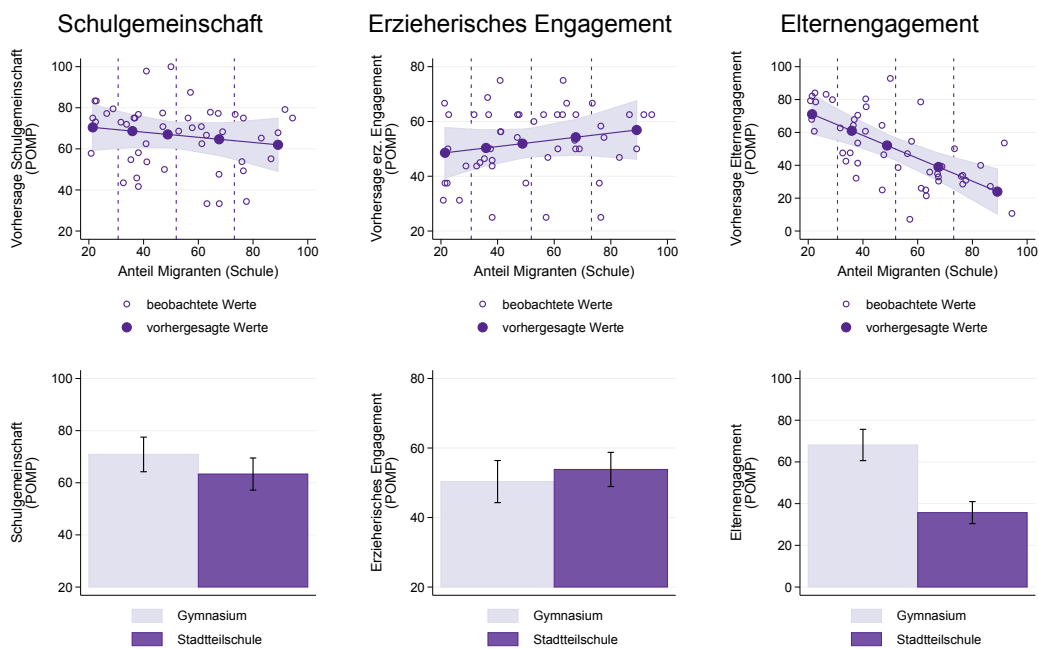 Schulgemeinschaft
Erzieherisches Engagement
Elternengagement
Vorhersage Schulgemeinschaft
(POMP)
100
80
60
40
20
20
40
60
80
100
Anteil Migranten (Schule)
beobachtete Werte
vorhergesagte Werte
Vorhersage erz. Engagement
(POMP)
80
60
40
20
20
40
60
80
100
Anteil Migranten (Schule)
beobachtete Werte
vorhergesagte Werte
Vorhersage Elternengagement
(POMP)
100
80
60
40
20
0
20
40
60
80
100
Anteil Migranten (Schule)
beobachtete Werte
vorhergesagte Werte
Schulgemeinschaft
(POMP)
100
80
60
40
20
Gymnasium
Stadtteilschule
Erzieherisches Engagement
(POMP)
80
60
40
20
Gymnasium
Stadtteilschule
Elternengagement
(POMP)
100
80
60
40
20
0
Gymnasium
Stadtteilschule